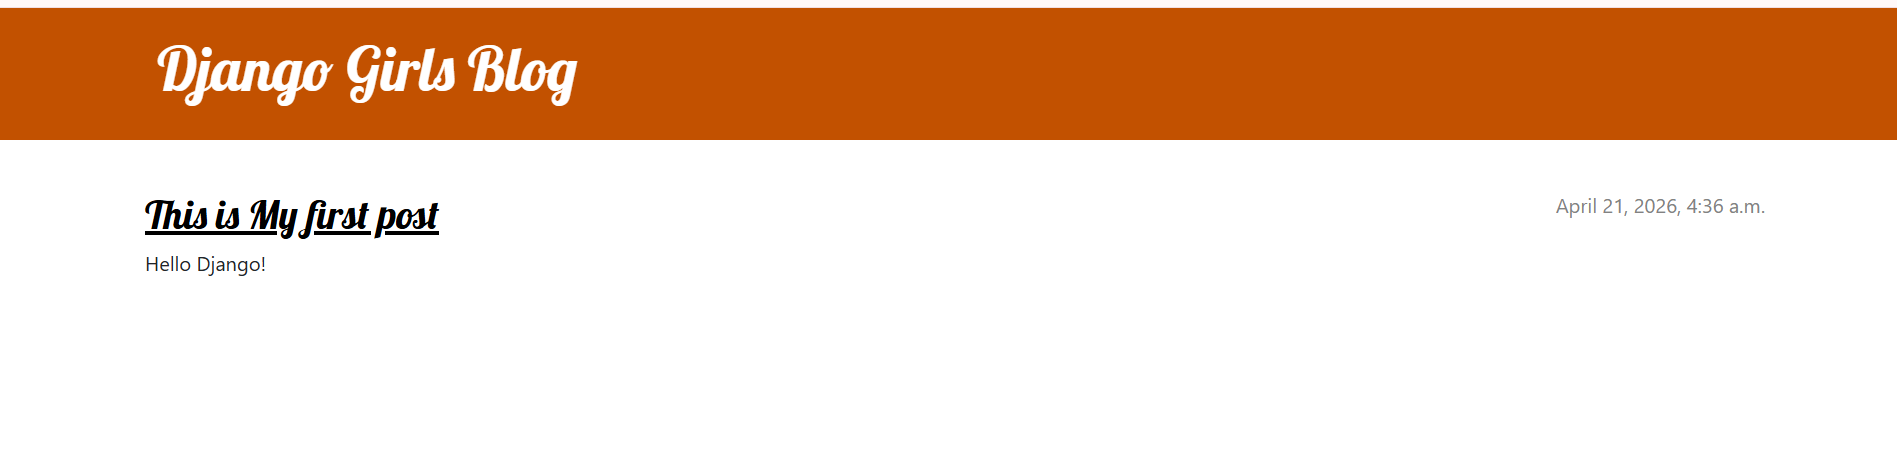 Django Girls Blog
This is My first post
April 21, 2026, 4:36 a.m.
Hello Django!